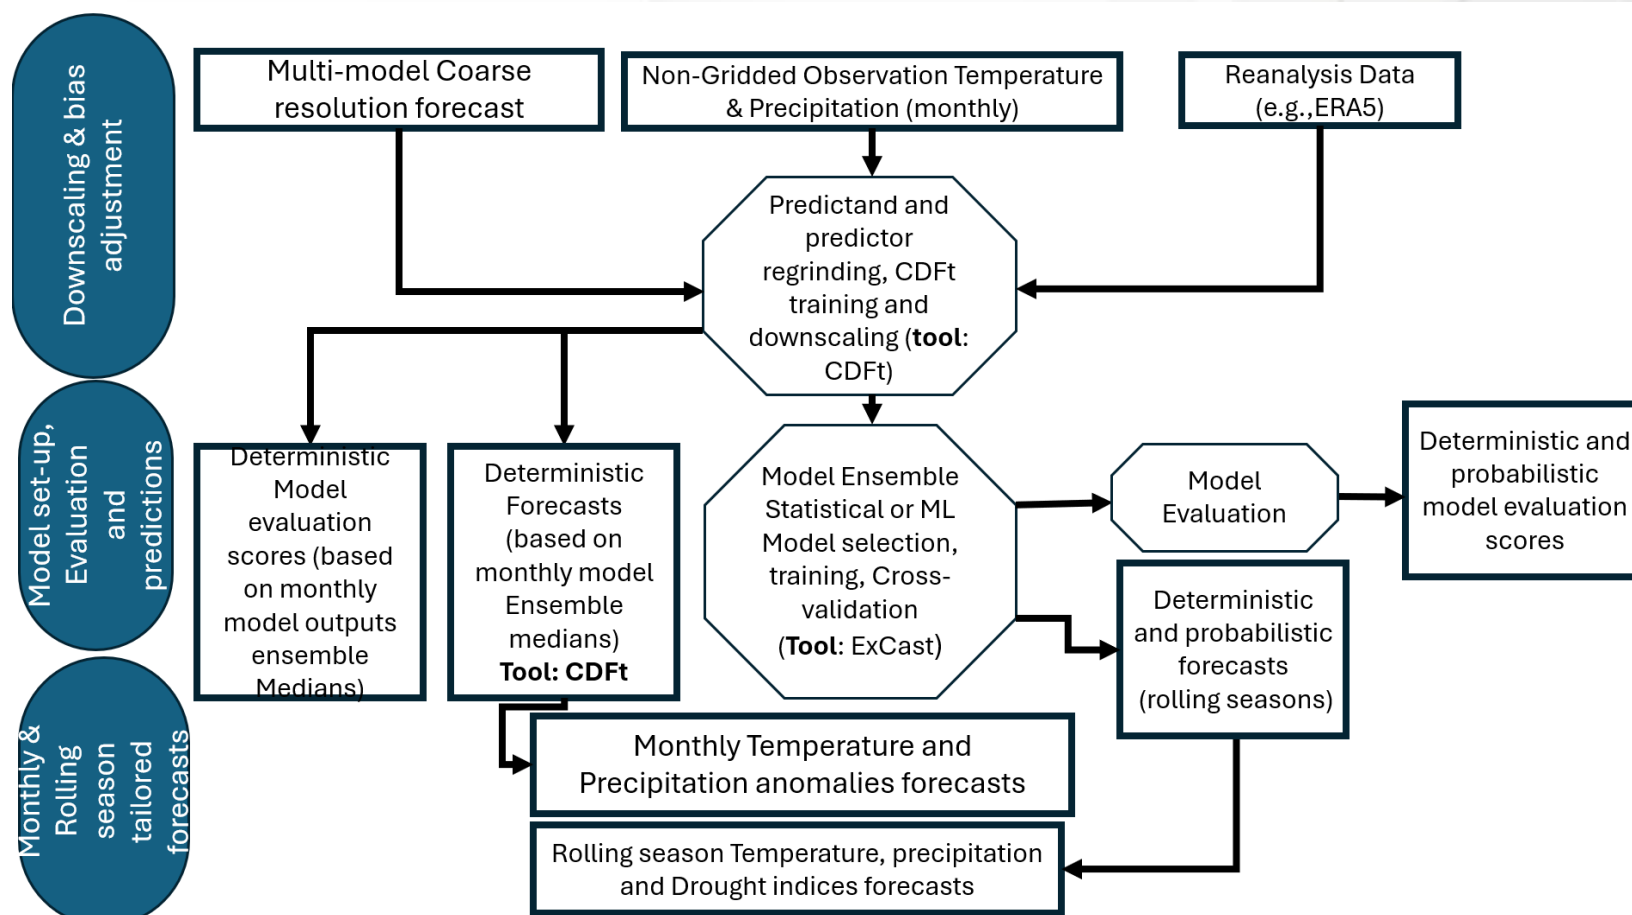 Downscaling & bias
adjustment
Multi-model Coarse
resolution forecast
Non-Gridded Observation Temperature
& Precipitation (monthly)
Reanalysis Data
(e.g.,ERA5)
Predictand and
predictor
regrinding, CDFt
training and
downscaling (tool:
CDFt)
Model set-up,
Evaluation
and
predictions
Deterministic
Model
evaluation
scores (based
on monthly
model outputs
ensemble
Medians)
Deterministic
Forecasts
(based on
monthly model
Ensemble
medians)
Tool: CDFt
Model Ensemble
Statistical or ML
Model selection,
training, Cross-
validation
(Tool: ExCast)
Model
Evaluation
Deterministic and
probabilistic
model evaluation
scores
Deterministic
and probabilistic
forecasts
(rolling seasons)
Monthly &
Rolling
season
tailored
forecasts
Monthly Temperature and
Precipitation anomalies forecasts
Rolling season Temperature, precipitation
and Drought indices forecasts